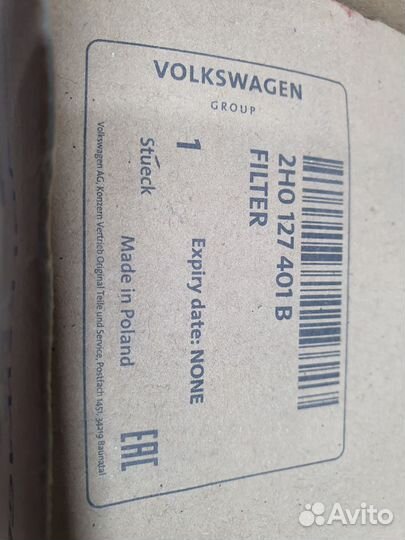 VOLKSWAGEN
GROUP
2H0 127 401 B
FILTER
Expiry date: NONE
1
Stueck
Made in Poland
Volkswagen AG, Konzern Vertrieb Original Teile und Service, Postfach 1451, 34219 Baunatal
EAC
Avito